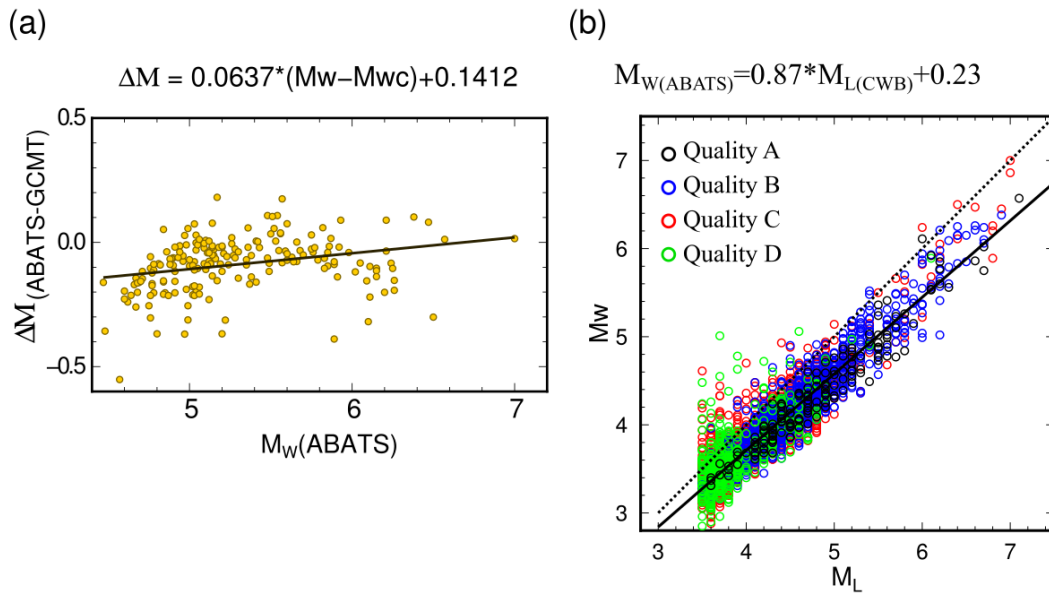 (a)
ΔM = 0.0637*(Mw−Mwc)+0.1412
0.5
0.0
−0.5
ΔM(ABATS-GCMT)
5
6
7
MW(ABATS)
(b)
MW(ABATS)=0.87*ML(CWB)+0.23
Quality A
Quality B
Quality C
Quality D
7
6
5
4
3
Mw
3
4
5
6
7
ML